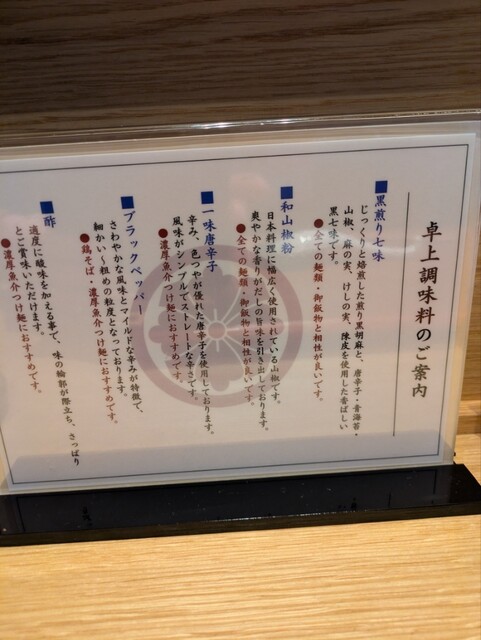 卓上調味料のご案内
■黒煎り七味
じっくりと焙煎した煎り黒胡麻と、唐辛子・青海苔・
山椒、麻の実、けしの実、陳皮を使用した香ばしい
黒七味です。
●全ての麺類・御飯物と相性が良いです。
■和山椒粉
日本料理に幅広く使用されている山椒です。
爽やかな香りがだしの旨味を引き出しております。
●全ての麺類・御飯物と相性が良いです。
■一味唐辛子
辛み、色つやが優れた唐辛子を使用しております。
風味がシンプルでストレートな辛さです。
●濃厚魚介つけ麺におすすめです。
■ブラックペッパー
さわやかな風味とマイルドな辛みが特徴で、
細かい〜粗めの粒度となっております。
●鶏そば・濃厚魚介つけ麺におすすめです。
■酢
適度に酸味を加える事で、味の輪郭が際立ち、さっぱり
とご賞味いただけます。
●濃厚魚介つけ麺におすすめです。